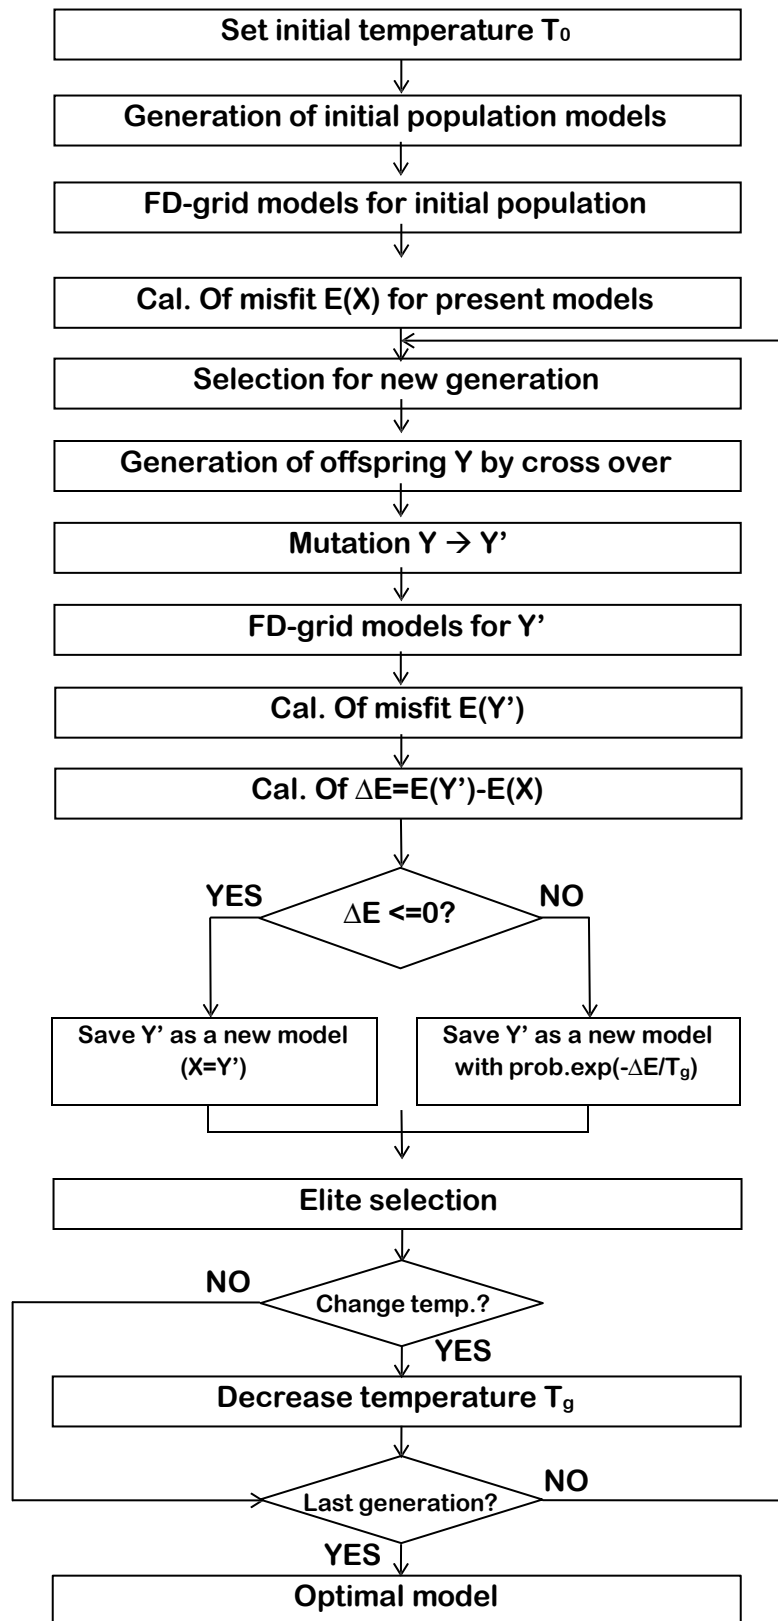 Set initial temperature T₀
Generation of initial population models
FD-grid models for initial population
Cal. Of misfit E(X) for present models
Selection for new generation
Generation of offspring Y by cross over
Mutation Y → Y’
FD-grid models for Y’
Cal. Of misfit E(Y’)
Cal. Of ∆E=E(Y’)-E(X)
YES
∆E <=0?
NO
Save Y’ as a new model
(X=Y’)
Save Y’ as a new model
with prob.exp(-∆E/Tg)
Elite selection
NO
Change temp.?
YES
Decrease temperature Tg
Last generation?
NO
YES
Optimal model